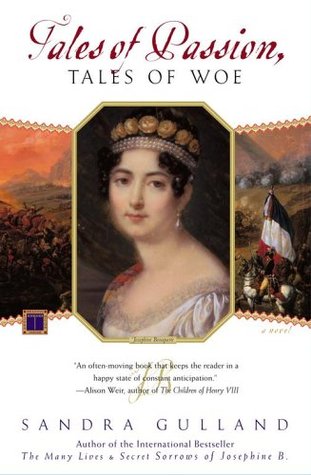 Tales of Passion,
TALES OF WOE
Josephine Bonaparte
a novel
B
"An often-moving book that keeps the reader in a
happy state of constant anticipation."
—Alison Weir, author of The Children of Henry VIII
SANDRA GULLAND
Author of the International Bestseller
The Many Lives & Secret Sorrows of Josephine B.